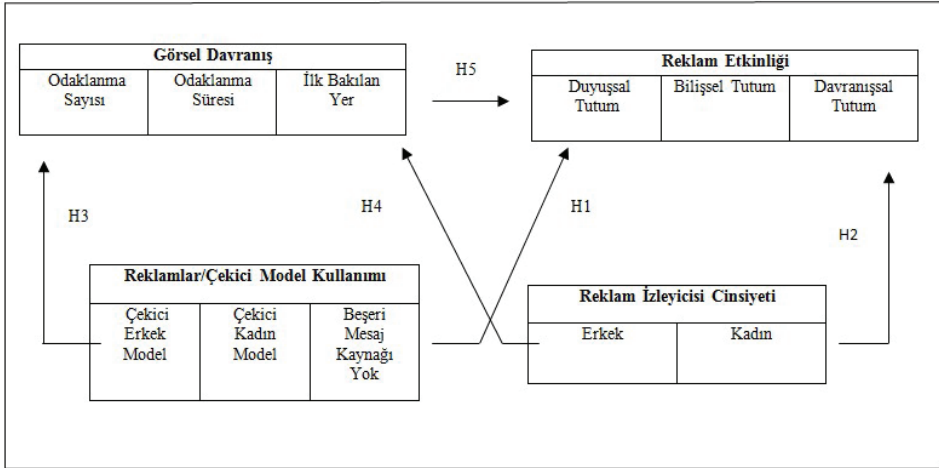 Görsel Davranış
Odaklanma Sayısı
Odaklanma Süresi
İlk Bakılan Yer
H5
Reklam Etkinliği
Duyuşsal Tutum
Bilişsel Tutum
Davranışsal Tutum
H3
H4
H1
H2
Reklamlar/Çekici Model Kullanımı
Çekici Erkek Model
Çekici Kadın Model
Beşeri Mesaj Kaynağı Yok
Reklam İzleyicisi Cinsiyeti
Erkek
Kadın